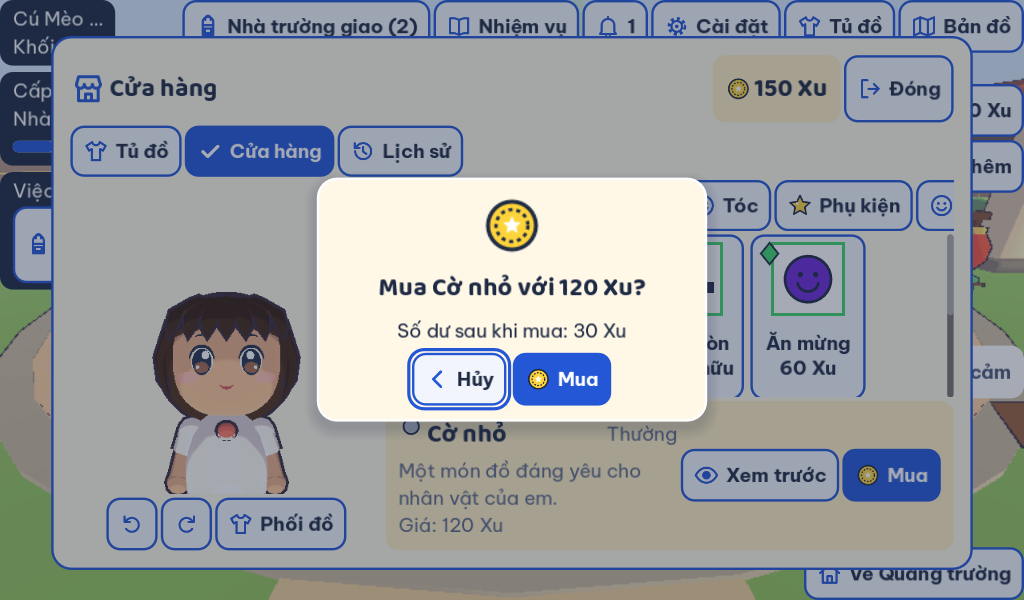 Cú Mèo ...
Khối
Nhà trường giao (2)
Nhiệm vụ
1
Cài đặt
Tủ đồ
Bản đồ
Cấp
Nhà
Việc
Cửa hàng
150 Xu
Đóng
0 Xu
hêm
Tủ đồ
Cửa hàng
Lịch sử
Tóc
Phụ kiện
Mua Cờ nhỏ với 120 Xu?
Số dư sau khi mua: 30 Xu
Hủy
Mua
Ăn mừng
60 Xu
cảm
Cờ nhỏ
Thường
Một món đồ đáng yêu cho
nhân vật của em.
Giá: 120 Xu
Xem trước
Mua
Phối đồ
Về Quảng trường